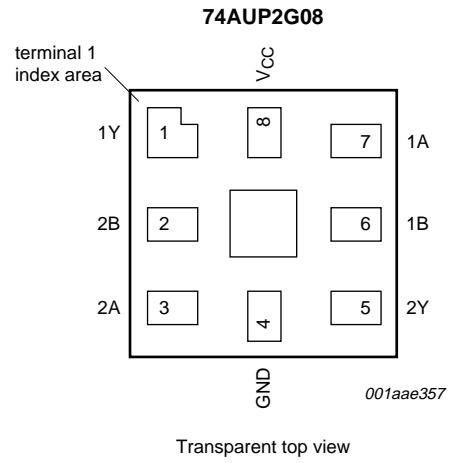 74AUP2G08
terminal 1
index area
VCC
1Y
1
8
7
1A
2B
2
6
1B
2A
3
4
5
2Y
GND
001aae357
Transparent top view